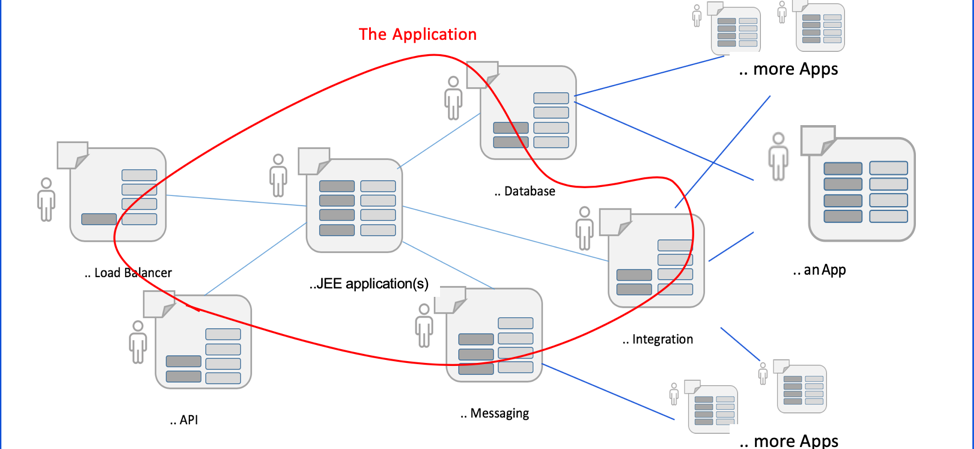 The Application
.. more Apps
.. Database
.. Load Balancer
..JEE application(s)
.. an App
.. Integration
.. API
.. Messaging
.. more Apps